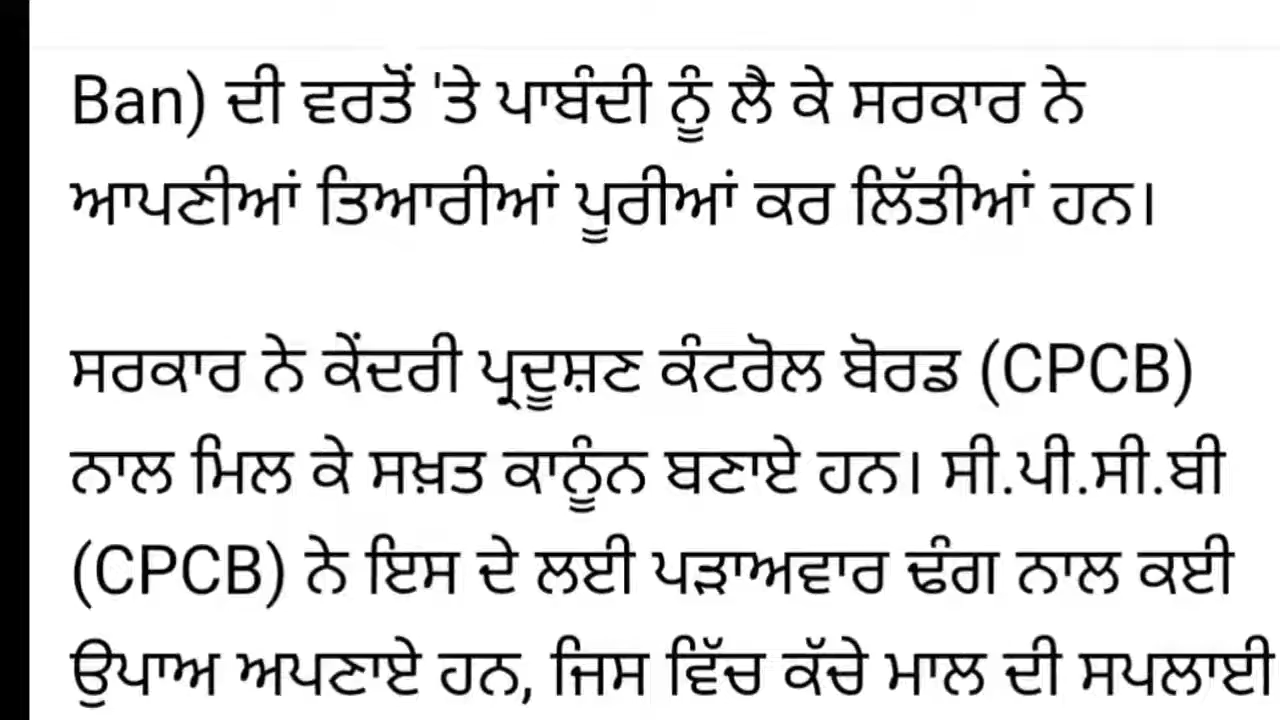 Ban) ਦੀ ਵਰਤੋਂ 'ਤੇ ਪਾਬੰਦੀ ਨੂੰ ਲੈ ਕੇ ਸਰਕਾਰ ਨੇ
ਆਪਣੀਆਂ ਤਿਆਰੀਆਂ ਪੂਰੀਆਂ ਕਰ ਲਿੱਤੀਆਂ ਹਨ।
ਸਰਕਾਰ ਨੇ ਕੇਂਦਰੀ ਪ੍ਰਦੂਸ਼ਣ ਕੰਟਰੋਲ ਬੋਰਡ (CPCB)
ਨਾਲ ਮਿਲ ਕੇ ਸਖ਼ਤ ਕਾਨੂੰਨ ਬਣਾਏ ਹਨ। ਸੀ.ਪੀ.ਸੀ.ਬੀ
(CPCB) ਨੇ ਇਸ ਦੇ ਲਈ ਪੜਾਅਵਾਰ ਢੰਗ ਨਾਲ ਕਈ
ਉਪਾਅ ਅਪਣਾਏ ਹਨ, ਜਿਸ ਵਿੱਚ ਕੱਚੇ ਮਾਲ ਦੀ ਸਪਲਾਈ